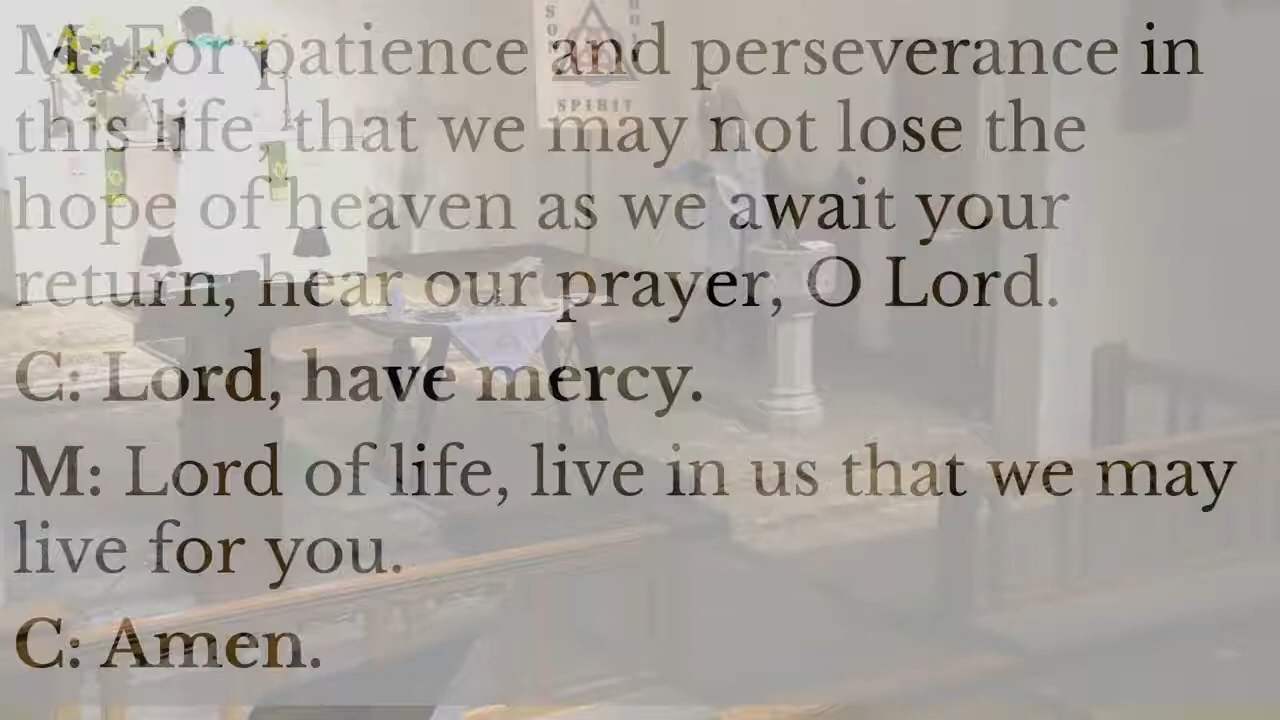 M: For patience and perseverance in
this life, that we may not lose the
hope of heaven as we await your
return, hear our prayer, O Lord.
C: Lord, have mercy.
M: Lord of life, live in us that we may
live for you.
C: Amen.
SPIRIT